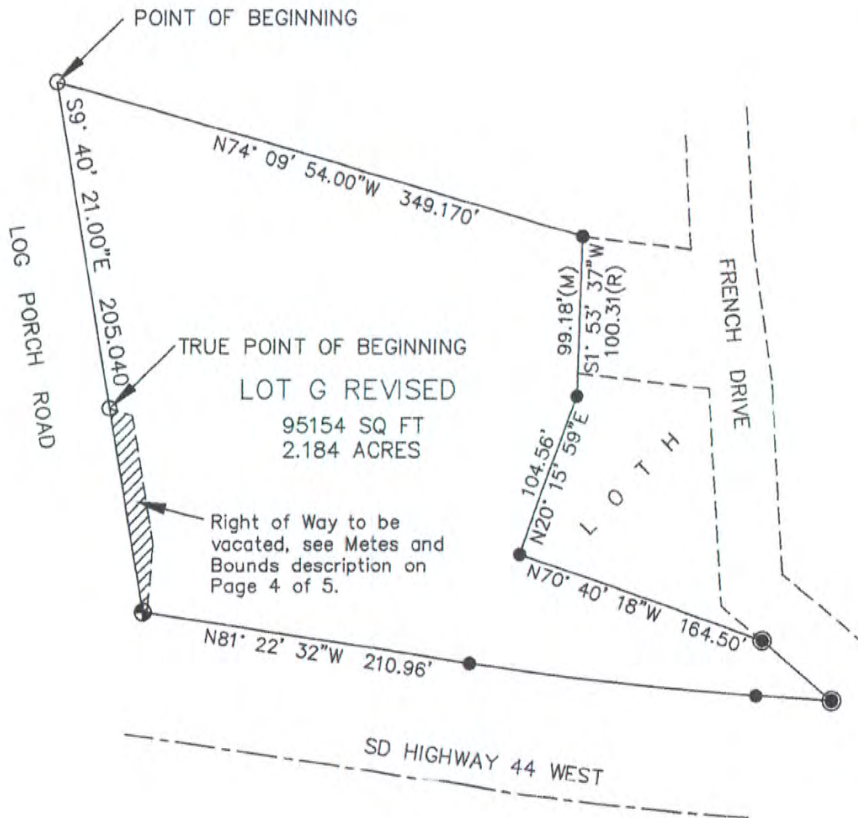 POINT OF BEGINNING
N74° 09' 54.00"W 349.170'
S9° 40' 21.00"E 205.040'
LOG PORCH ROAD
FRENCH DRIVE
99.18'(M)
S1° 53' 37"W
100.31(R)
TRUE POINT OF BEGINNING
LOT G REVISED
95154 SQ FT
2.184 ACRES
104.56'
N20° 15' 59"E
LOT H
Right of Way to be
vacated, see Metes and
Bounds description on
Page 4 of 5.
N70° 40' 18"W 164.50'
N81° 22' 32"W 210.96'
SD HIGHWAY 44 WEST